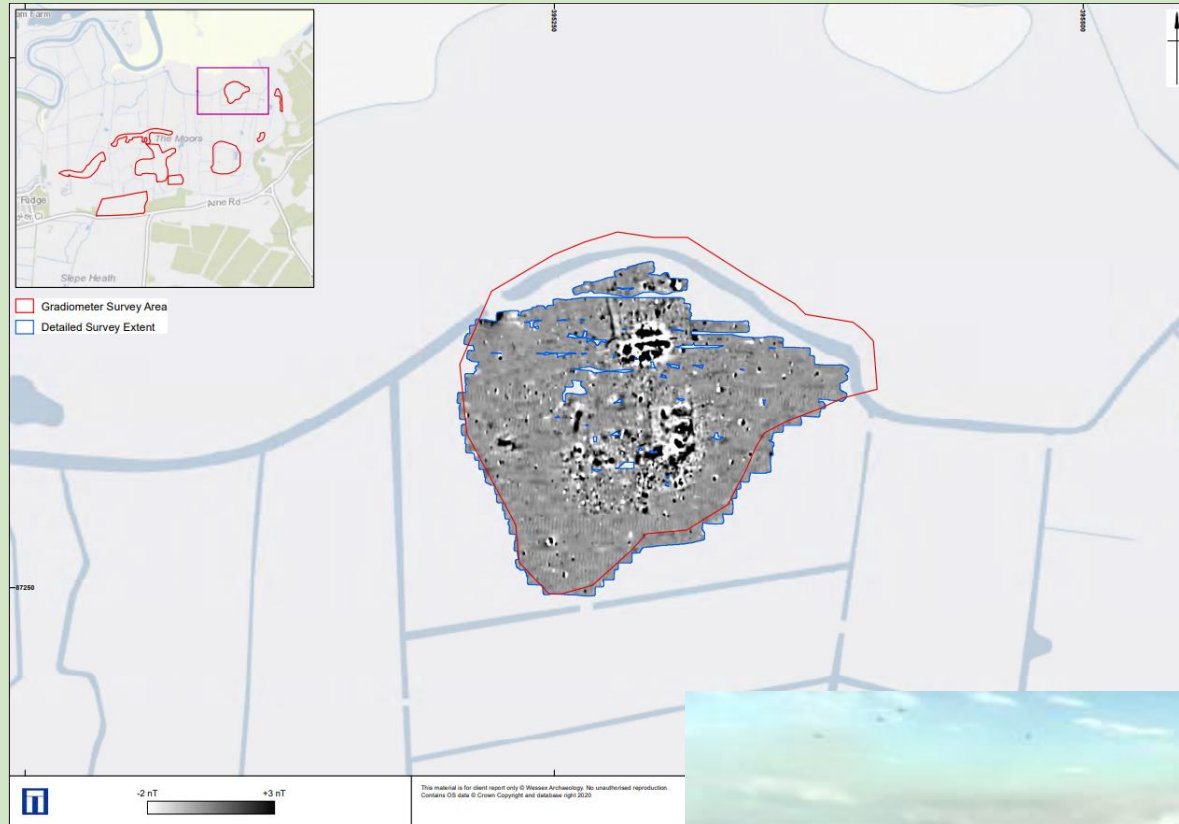 The Moors
Ridge
Arne Rd
Slepe Heath
Gradiometer Survey Area
Detailed Survey Extent
395250
395500
87250
-2 nT
+3 nT
This material is for client report only © Wessex Archaeology. No unauthorised reproduction.
Contains OS data © Crown Copyright and database right 2020